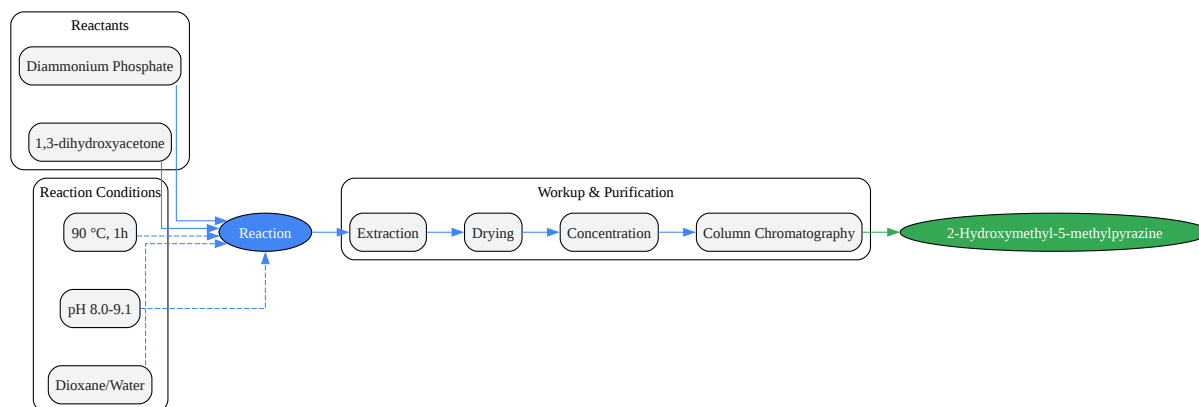 Reactants
Diammonium Phosphate
1,3-dihydroxyacetone
Reaction Conditions
90 °C, 1h
pH 8.0-9.1
Dioxane/Water
Reaction
Workup & Purification
Extraction
Drying
Concentration
Column Chromatography
2-Hydroxymethyl-5-methylpyrazine